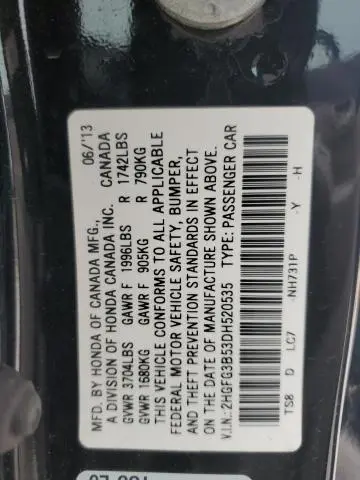 MFD. BY HONDA OF CANADA MFG., 06/'13
A DIVISION OF HONDA CANADA INC. CANADA
GVWR 3704LBS GAWR F 1996LBS R 1742LBS
GVWR 1680KG GAWR F 905KG R 790KG
THIS VEHICLE CONFORMS TO ALL APPLICABLE
FEDERAL MOTOR VEHICLE SAFETY, BUMPER,
AND THEFT PREVENTION STANDARDS IN EFFECT
ON THE DATE OF MANUFACTURE SHOWN ABOVE.
V.I.N.: 2HGFG3B53DH520535 TYPE: PASSENGER CAR
NH731P -Y -H
TS8 D LC7